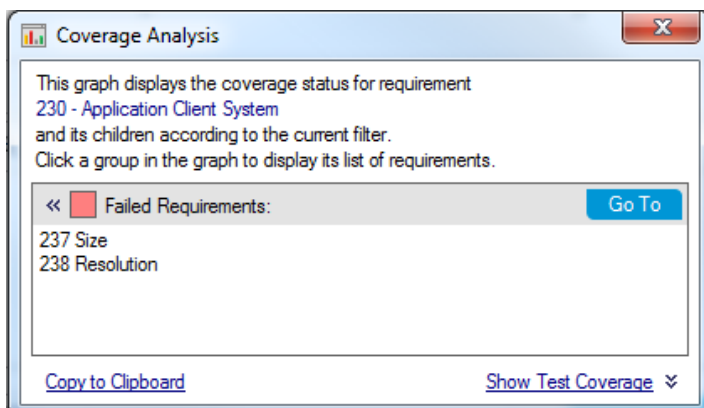 Coverage Analysis
This graph displays the coverage status for requirement
230 - Application Client System
and its children according to the current filter.
Click a group in the graph to display its list of requirements.
« Failed Requirements: Go To
237 Size
238 Resolution
Copy to Clipboard Show Test Coverage